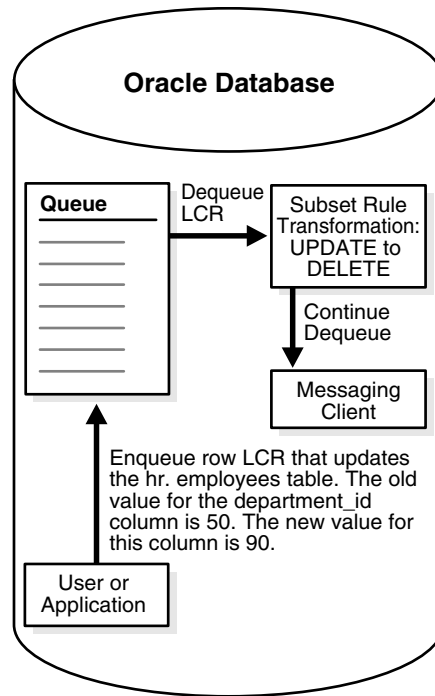 Oracle Database
Queue
Dequeue
LCR
Subset Rule
Transformation:
UPDATE to
DELETE
Continue
Dequeue
Messaging
Client
Enqueue row LCR that updates
the hr. employees table. The old
value for the department_id
column is 50. The new value for
this column is 90.
User or
Application